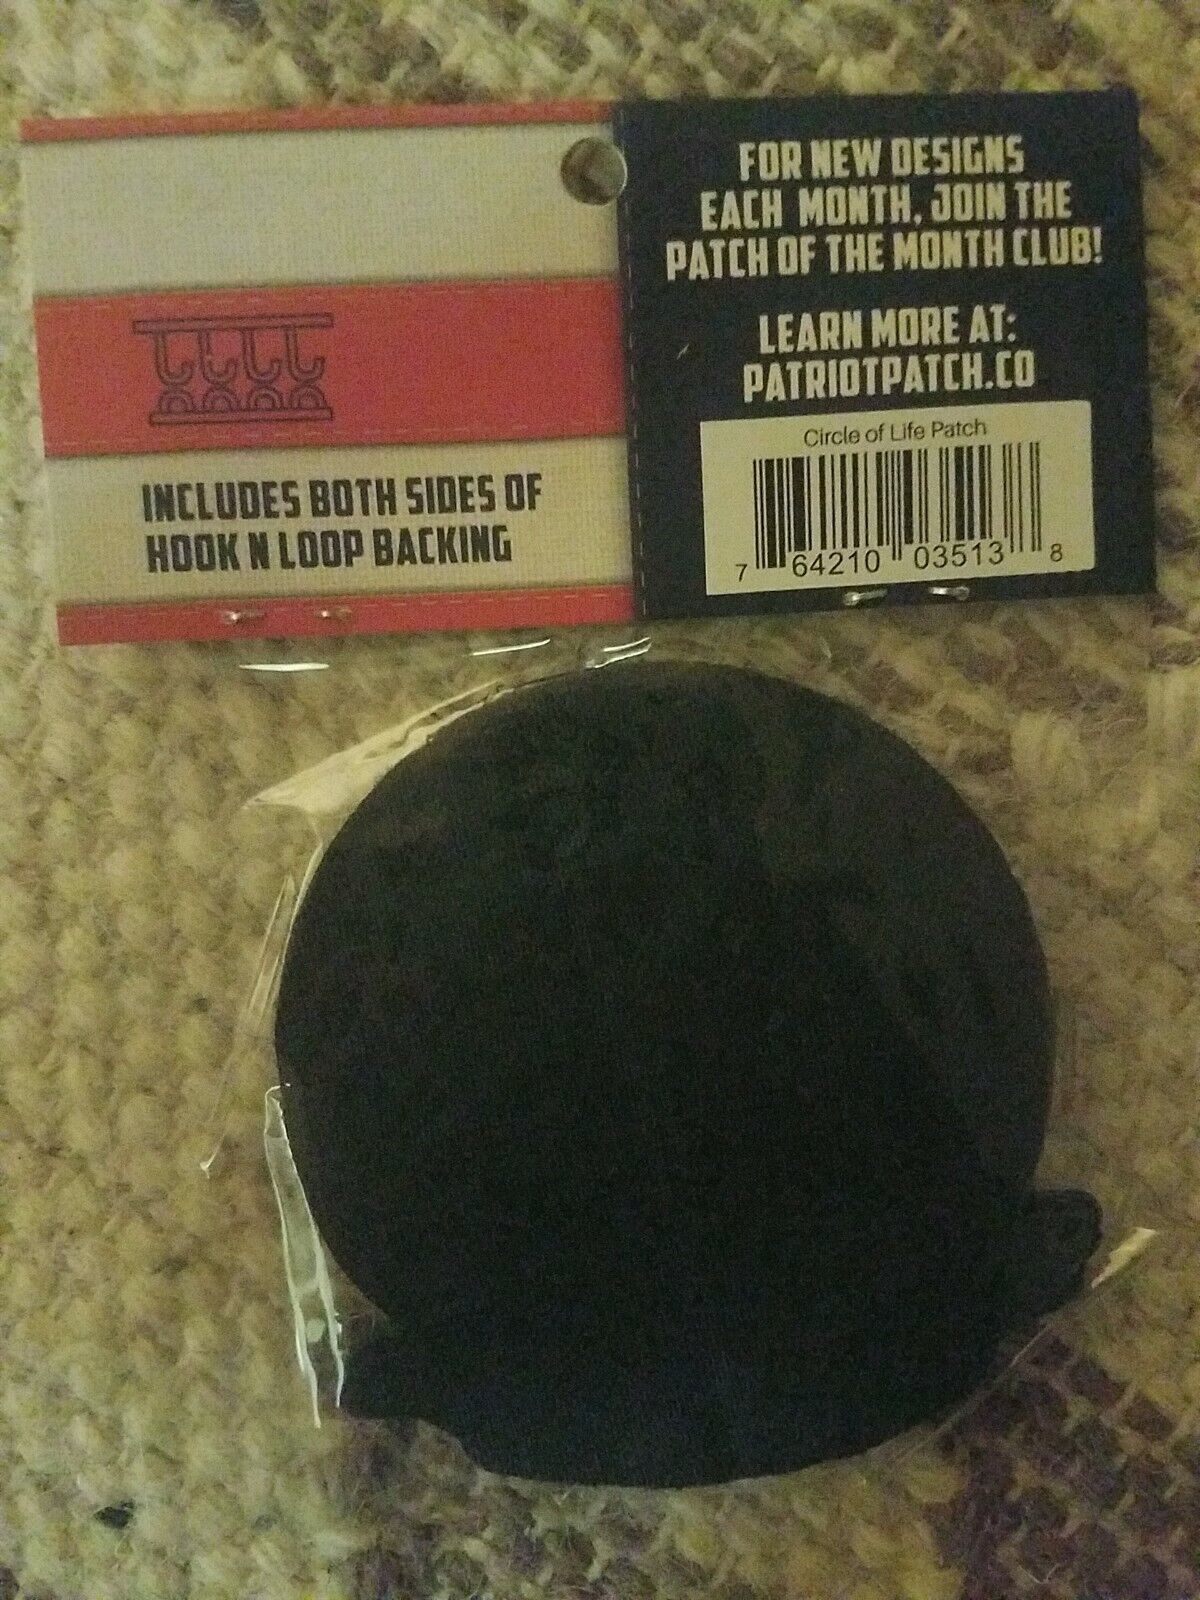 FOR NEW DESIGNS
EACH MONTH, JOIN THE
PATCH OF THE MONTH CLUB!
LEARN MORE AT:
PATRIOTPATCH.CO
Circle of Life Patch
7 64210 03513 8
INCLUDES BOTH SIDES OF
HOOK N LOOP BACKING